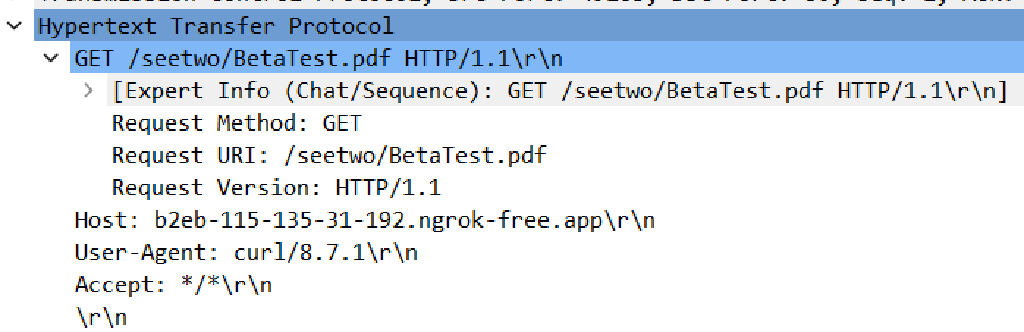 Hypertext Transfer Protocol
GET /seetwo/BetaTest.pdf HTTP/1.1\r\n
[Expert Info (Chat/Sequence): GET /seetwo/BetaTest.pdf HTTP/1.1\r\n]
Request Method: GET
Request URI: /seetwo/BetaTest.pdf
Request Version: HTTP/1.1
Host: b2eb-115-135-31-192.ngrok-free.app\r\n
User-Agent: curl/8.7.1\r\n
Accept: */*\r\n
\r\n